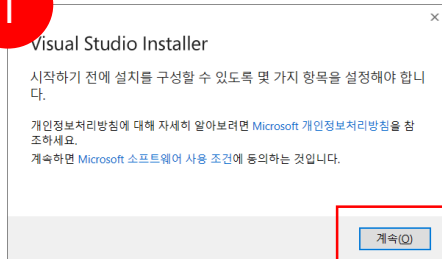 1
Visual Studio Installer
시작하기 전에 설치를 구성할 수 있도록 몇 가지 항목을 설정해야 합니
다.
개인정보처리방침에 대해 자세히 알아보려면 Microsoft 개인정보처리방침을 참
조하세요.
계속하면 Microsoft 소프트웨어 사용 조건에 동의하는 것입니다.
계속(O)